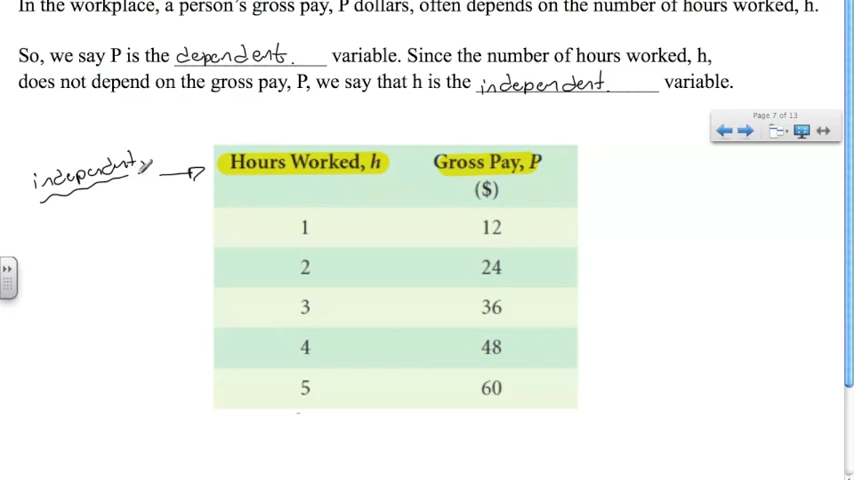 In the workplace, a person's gross pay, P dollars, often depends on the number of hours worked, h.
So, we say P is the dependent. variable. Since the number of hours worked, h,
does not depend on the gross pay, P, we say that h is the independent. variable.
Page 7 of 13
independent
Hours Worked, h Gross Pay, P
($)
1 12
2 24
3 36
4 48
5 60